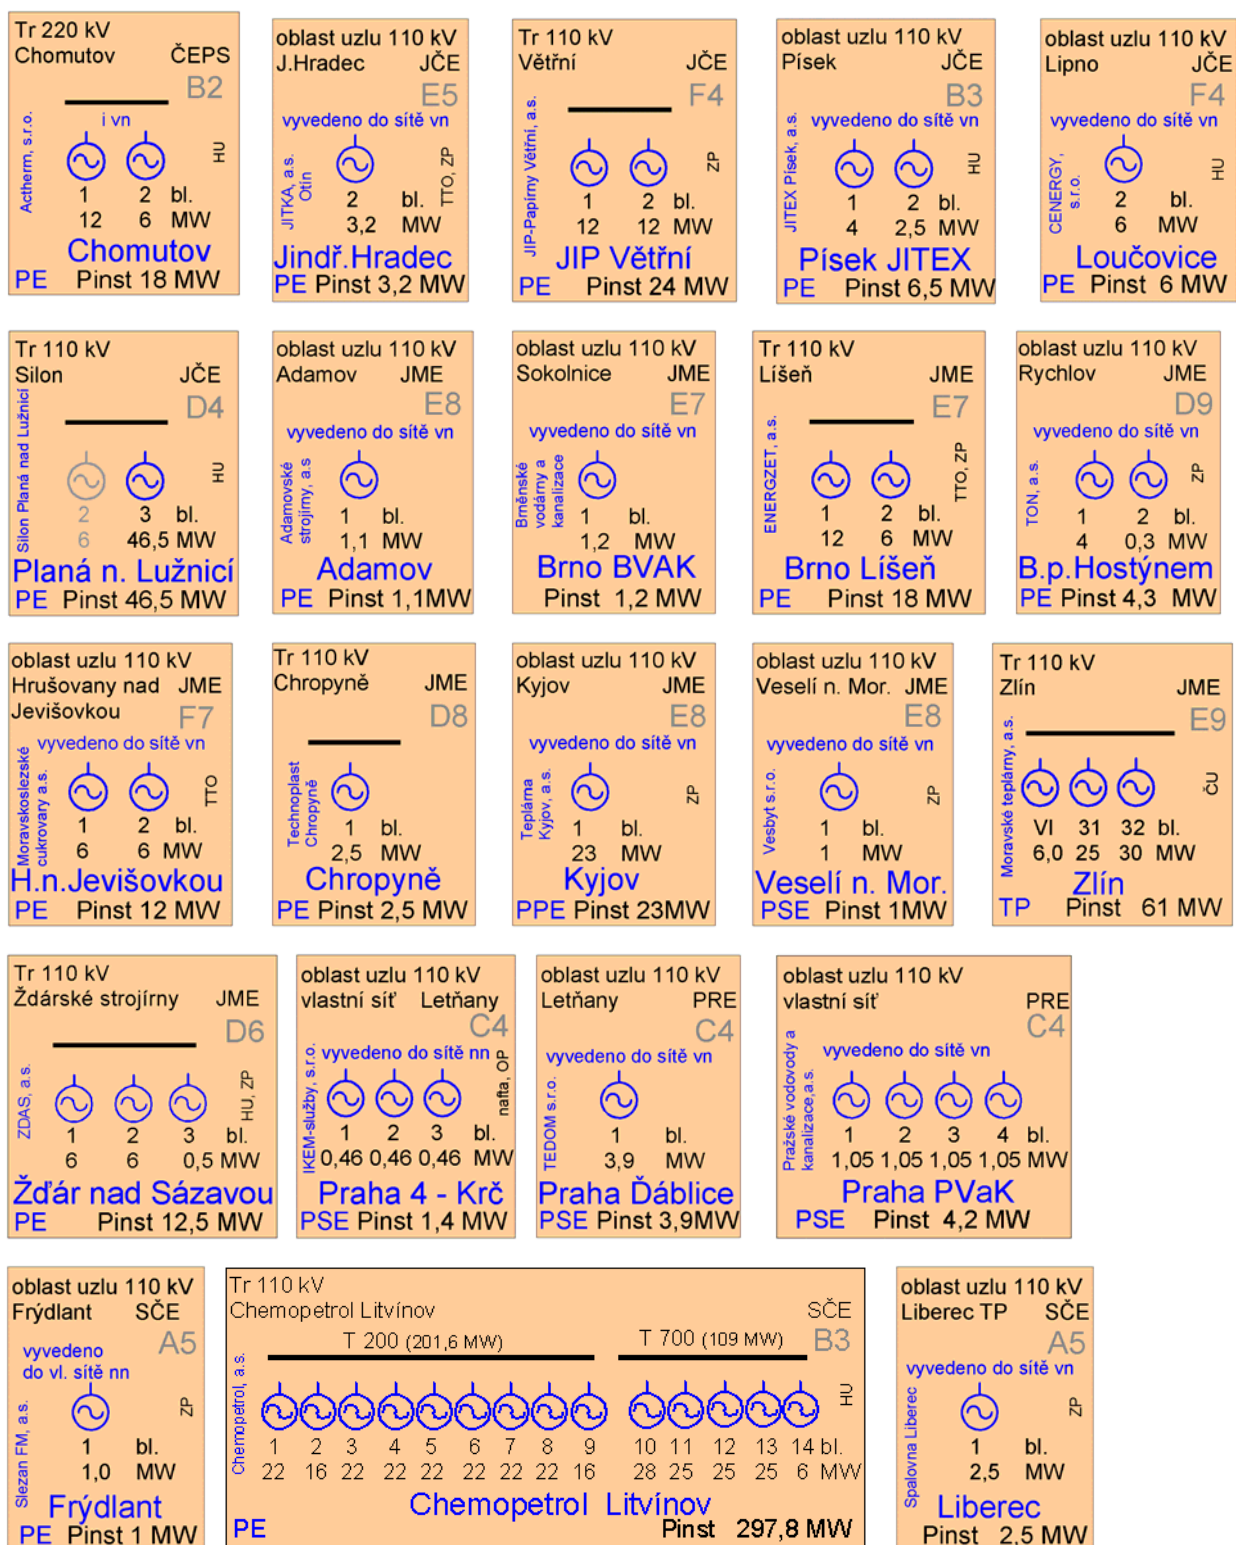 Tr 220 kV
Chomutov ČEPS
B2
i vn
Actherm, s.r.o.
HU
1 2 bl.
12 6 MW
Chomutov
PE Pinst 18 MW
oblast uzlu 110 kV
J.Hradec JČE
E5
vyvedeno do sítě vn
JITKA, a.s.
Otín
TTO, ZP
2 bl.
3,2 MW
Jindř.Hradec
PE Pinst 3,2 MW
Tr 110 kV
Větřní JČE
F4
JIP-Papírny Větřní, a.s.
ZP
1 2 bl.
12 12 MW
JIP Větřní
PE Pinst 24 MW
oblast uzlu 110 kV
Písek JČE
B3
vyvedeno do sítě vn
JITEX Písek, a.s.
HU
1 2 bl.
4 2,5 MW
Písek JITEX
PE Pinst 6,5 MW
oblast uzlu 110 kV
Lipno JČE
F4
vyvedeno do sítě vn
CENERGY,
s.r.o.
HU
2 bl.
6 MW
Loučovice
PE Pinst 6 MW
Tr 110 kV
Silon JČE
D4
Silon Planá nad Lužnicí
HU
2 3 bl.
6 46,5 MW
Planá n. Lužnicí
PE Pinst 46,5 MW
oblast uzlu 110 kV
Adamov JME
E8
vyvedeno do sítě vn
Adamovské
strojírny, a.s
1 bl.
1,1 MW
Adamov
PE Pinst 1,1MW
oblast uzlu 110 kV
Sokolnice JME
E7
vyvedeno do sítě vn
Brněnské
vodárny a
kanalizace
1 bl.
1,2 MW
Brno BVAK
Pinst 1,2 MW
Tr 110 kV
Líšeň JME
E7
ENERGZET, a.s.
TTO, ZP
1 2 bl.
12 6 MW
Brno Líšeň
PE Pinst 18 MW
oblast uzlu 110 kV
Rychlov JME
D9
vyvedeno do sítě vn
TON, a.s.
ZP
1 2 bl.
4 0,3 MW
B.p.Hostýnem
PE Pinst 4,3 MW
oblast uzlu 110 kV
Hrušovany nad JME
Jevišovkou F7
vyvedeno do sítě vn
Moravskoslezské
cukrovary a.s.
TTO
1 2 bl.
6 6 MW
H.n.Jevišovkou
PE Pinst 12 MW
Tr 110 kV
Chropyně JME
D8
Technoplast
Chropyně
1 bl.
2,5 MW
Chropyně
PE Pinst 2,5 MW
oblast uzlu 110 kV
Kyjov JME
E8
vyvedeno do sítě vn
Teplárna
Kyjov, a.s.
ZP
1 bl.
23 MW
Kyjov
PPE Pinst 23MW
oblast uzlu 110 kV
Veselí n. Mor. JME
E8
vyvedeno do sítě vn
Vesbyt s.r.o.
ZP
1 bl.
1 MW
Veselí n. Mor.
PSE Pinst 1MW
Tr 110 kV
Zlín JME
E9
Moravské teplárny, a.s.
ČU
VI 31 32 bl.
6,0 25 30 MW
Zlín
TP Pinst 61 MW
Tr 110 kV
Ždárské strojírny JME
D6
ZDAS, a.s.
HU, ZP
1 2 3 bl.
6 6 0,5 MW
Žďár nad Sázavou
PE Pinst 12,5 MW
oblast uzlu 110 kV
vlastní síť Letňany
C4
vyvedeno do sítě nn
IKEM-služby, s.r.o.
nafta, OP
1 2 3 bl.
0,46 0,46 0,46 MW
Praha 4 - Krč
PSE Pinst 1,4 MW
oblast uzlu 110 kV
Letňany PRE
C4
vyvedeno do sítě vn
TEDOM s.r.o.
1 bl.
3,9 MW
Praha Ďáblice
PSE Pinst 3,9MW
oblast uzlu 110 kV
vlastní síť PRE
C4
vyvedeno do sítě vn
Pražské vodovody a
kanalizace,a.s.
1 2 3 4 bl.
1,05 1,05 1,05 1,05 MW
Praha PVaK
PSE Pinst 4,2 MW
oblast uzlu 110 kV
Frýdlant SČE
A5
vyvedeno
do vl. sítě nn
Slezan FM, a.s.
ZP
1 bl.
1,0 MW
Frýdlant
PE Pinst 1 MW
Tr 110 kV
Chemopetrol Litvínov SČE
T 200 (201,6 MW) T 700 (109 MW) B3
Chemopetrol, a.s.
HU
1 2 3 4 5 6 7 8 9 10 11 12 13 14 bl.
22 16 22 22 22 22 22 22 16 28 25 25 25 6 MW
Chemopetrol Litvínov
PE Pinst 297,8 MW
oblast uzlu 110 kV
Liberec TP SČE
A5
vyvedeno do sítě vn
Spalovna Liberec
ZP
1 bl.
2,5 MW
Liberec
Pinst 2,5 MW